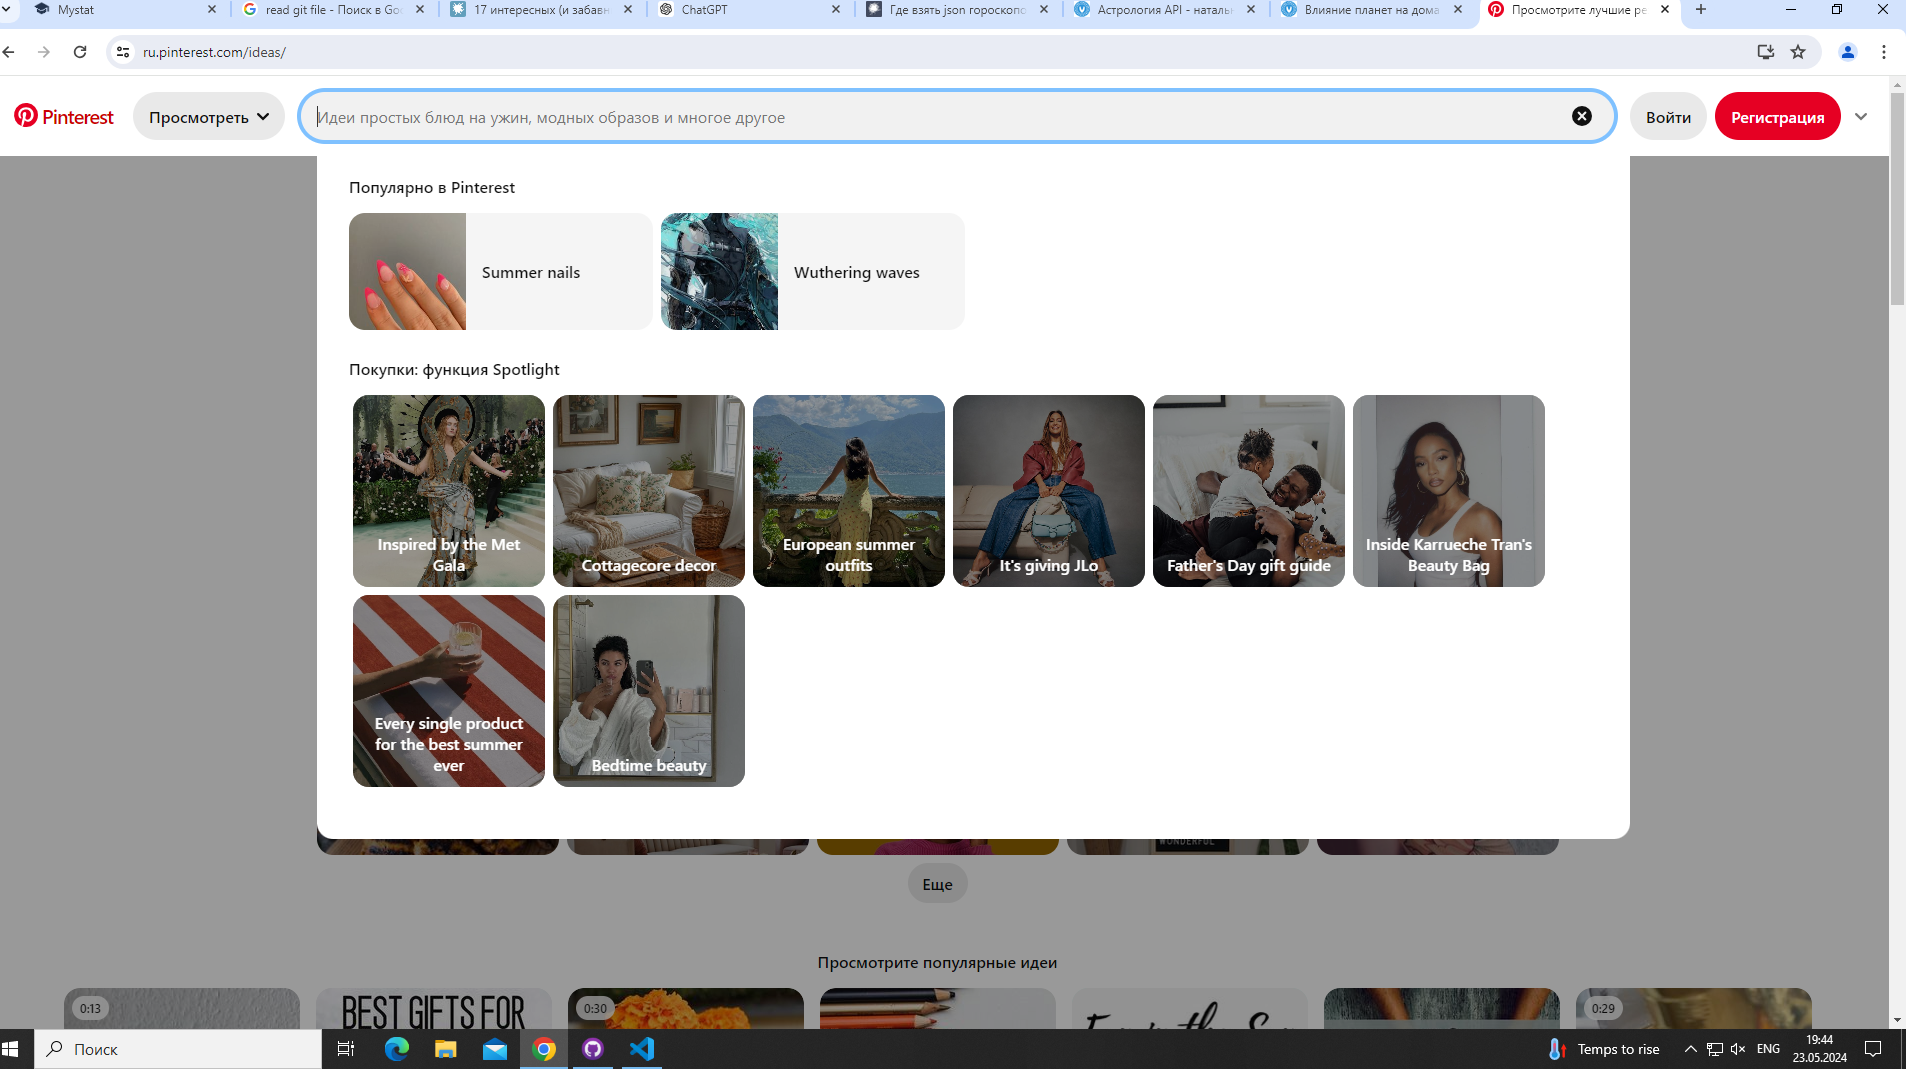 Mystat
read git file - Поиск в Goo
17 интересных (и забавн
ChatGPT
Где взять json гороскопо
Астрология API - наталь
Влияние планет на дома
Просмотрите лучшие ре
ru.pinterest.com/ideas/
Pinterest
Просмотреть
Идеи простых блюд на ужин, модных образов и многое другое
Войти
Регистрация
Популярно в Pinterest
Summer nails
Wuthering waves
Покупки: функция Spotlight
Inspired by the Met
Gala
Cottagecore decor
European summer
outfits
It's giving JLo
Father's Day gift guide
Inside Karrueche Tran's
Beauty Bag
Every single product
for the best summer
ever
Bedtime beauty
WONDERFUL
Еще
Просмотрите популярные идеи
0:13
BEST GIFTS FOR
0:30
0:29
Поиск
Temps to rise
ENG
19:44
23.05.2024